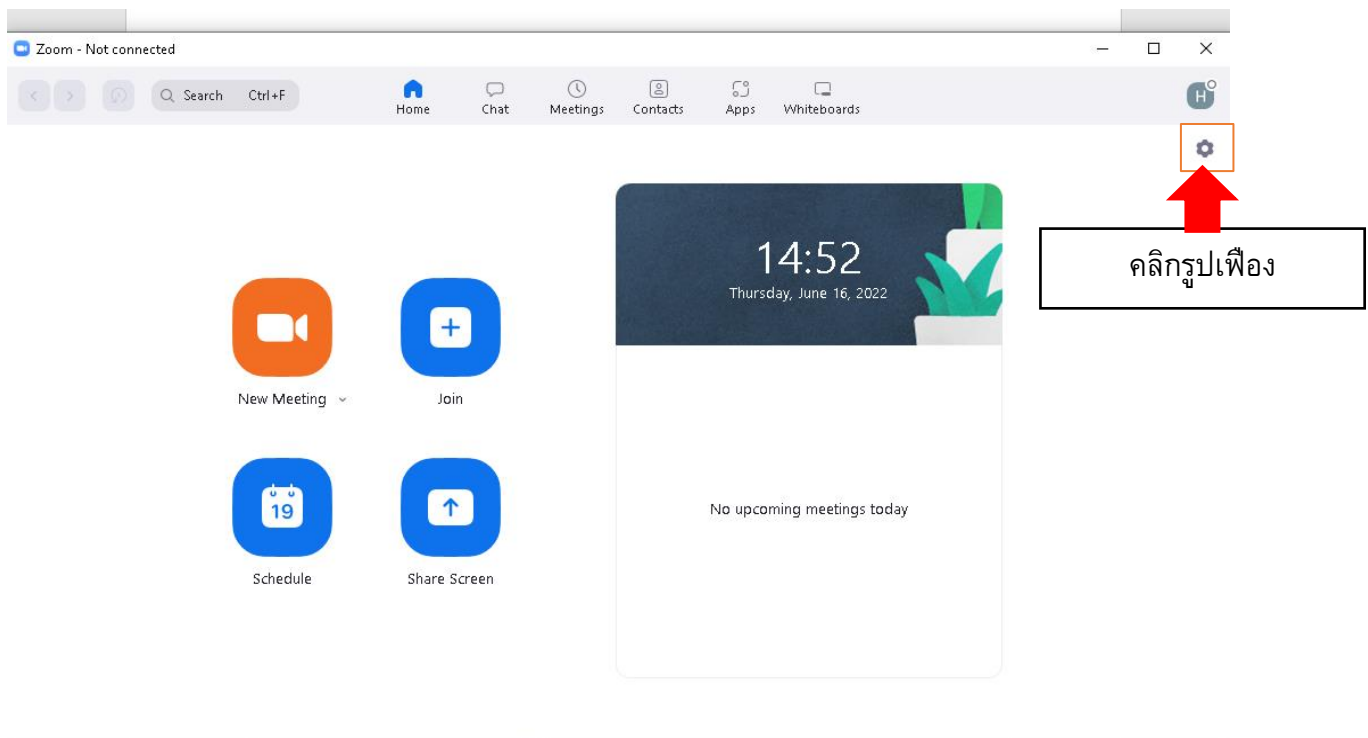 Zoom - Not connected
Search Ctrl+F
Home
Chat
Meetings
Contacts
Apps
Whiteboards
H
14:52
Thursday, June 16, 2022
คลิกรูปเฟือง
New Meeting
Join
19
Schedule
Share Screen
No upcoming meetings today